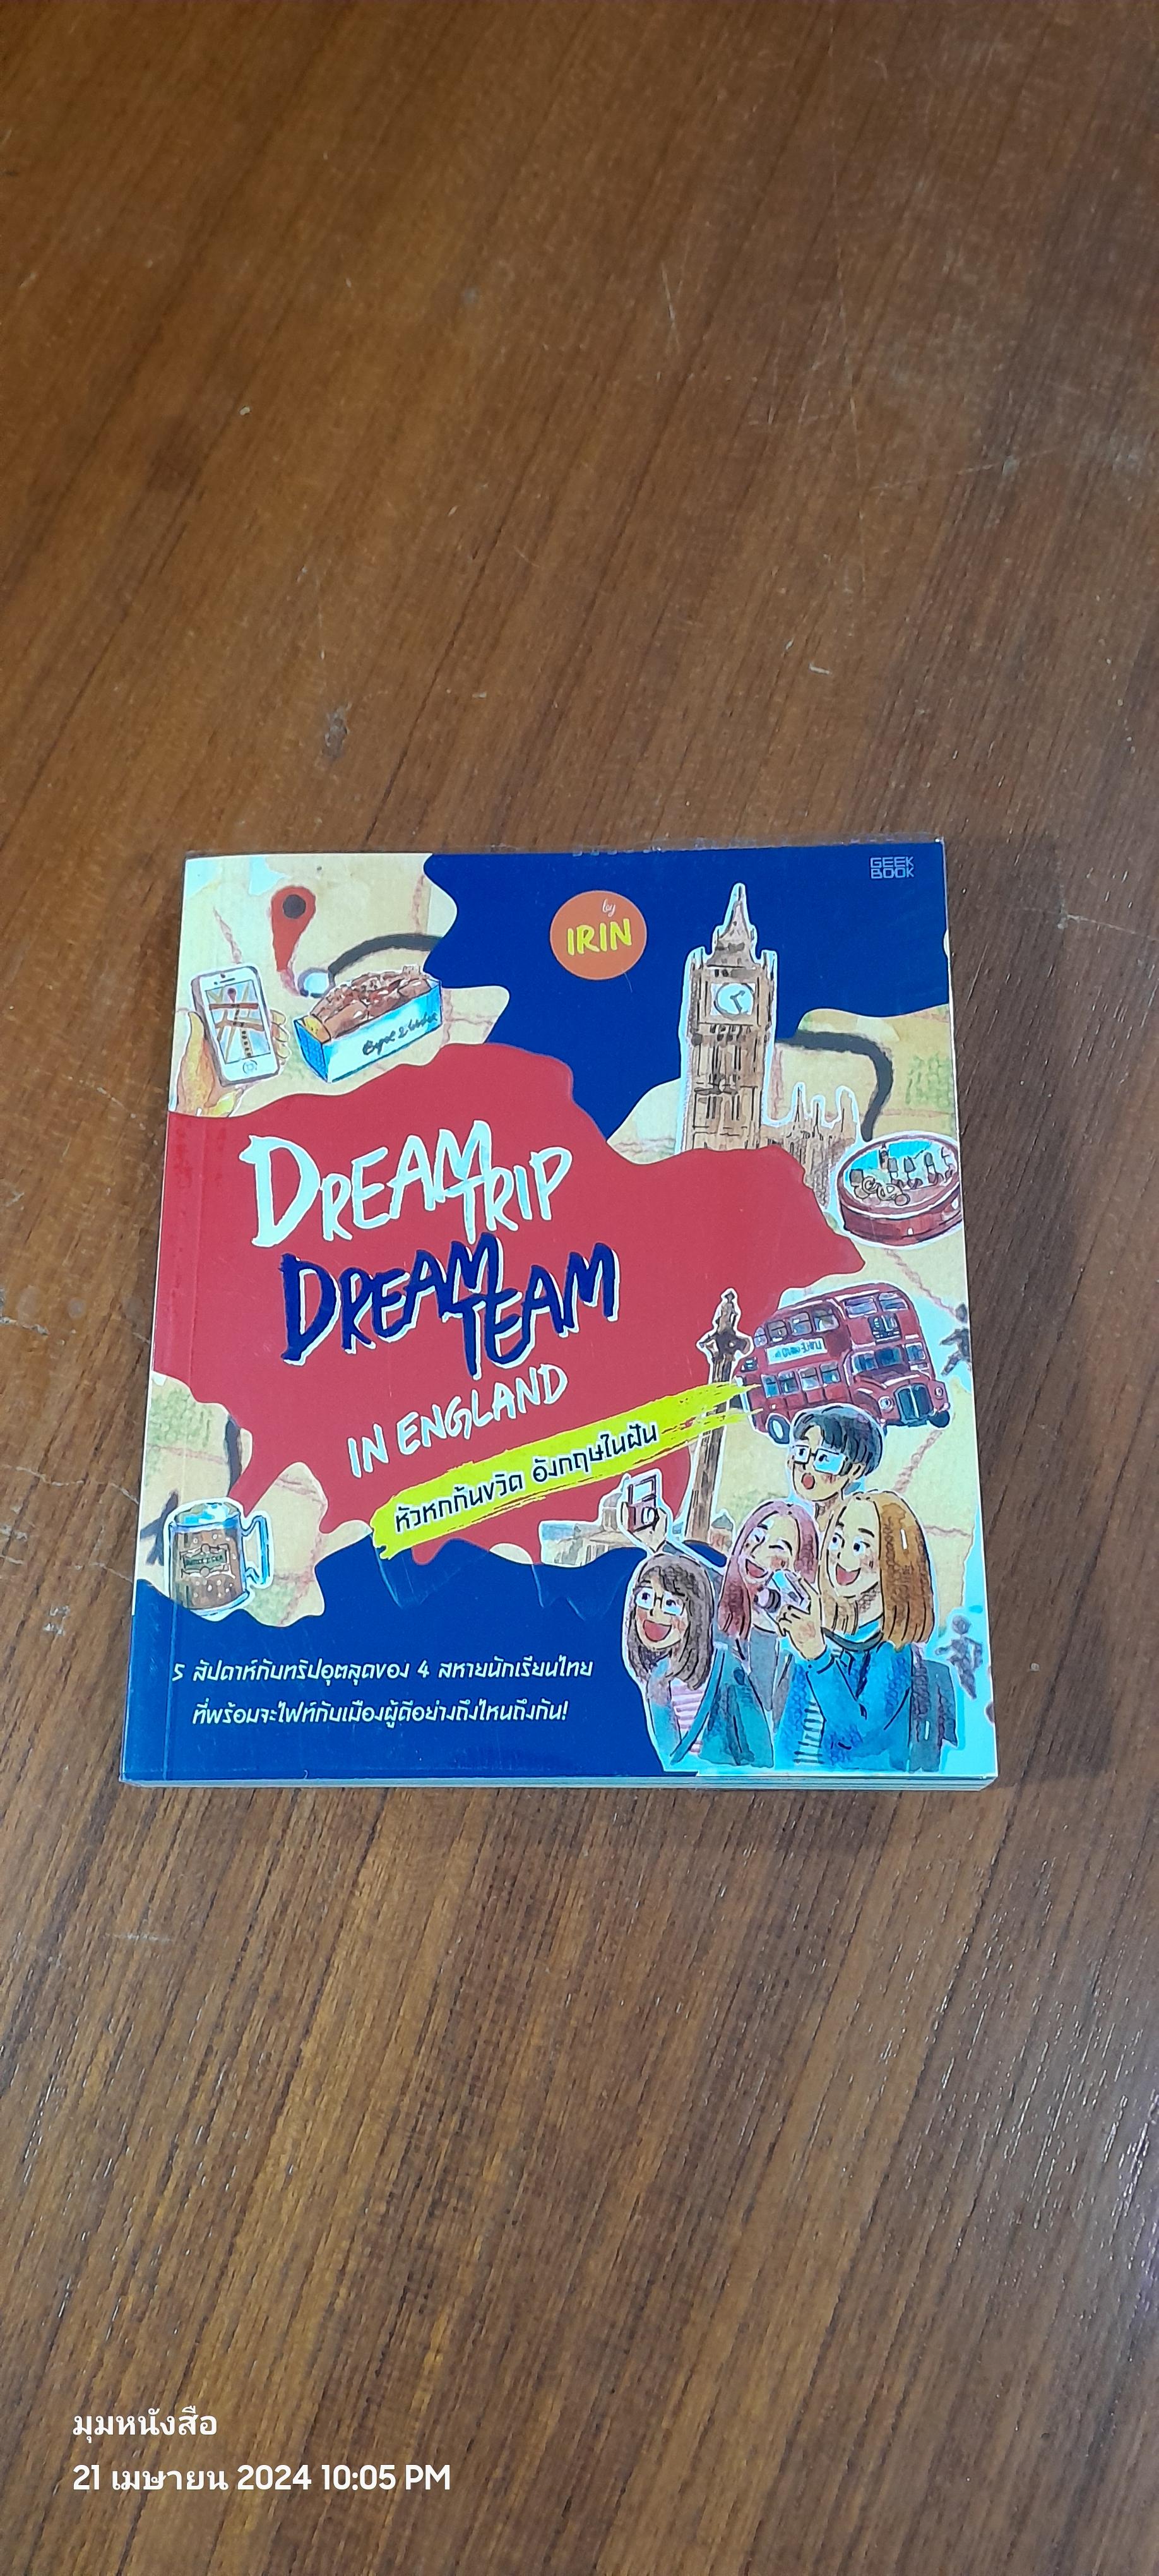 GEEK
BOOK
by
IRIN
DREAM TRIP
DREAM TEAM
IN ENGLAND
หัวหกก้นขวิด อังกฤษในฝัน
5 สัปดาห์กับทริปอุตลุดของ 4 สหายนักเรียนไทย
ที่พร้อมจะไฟท์กับเมืองผู้ดีอย่างถึงไหนถึงกัน!
มุมหนังสือ
21 เมษายน 2024 10:05 PM